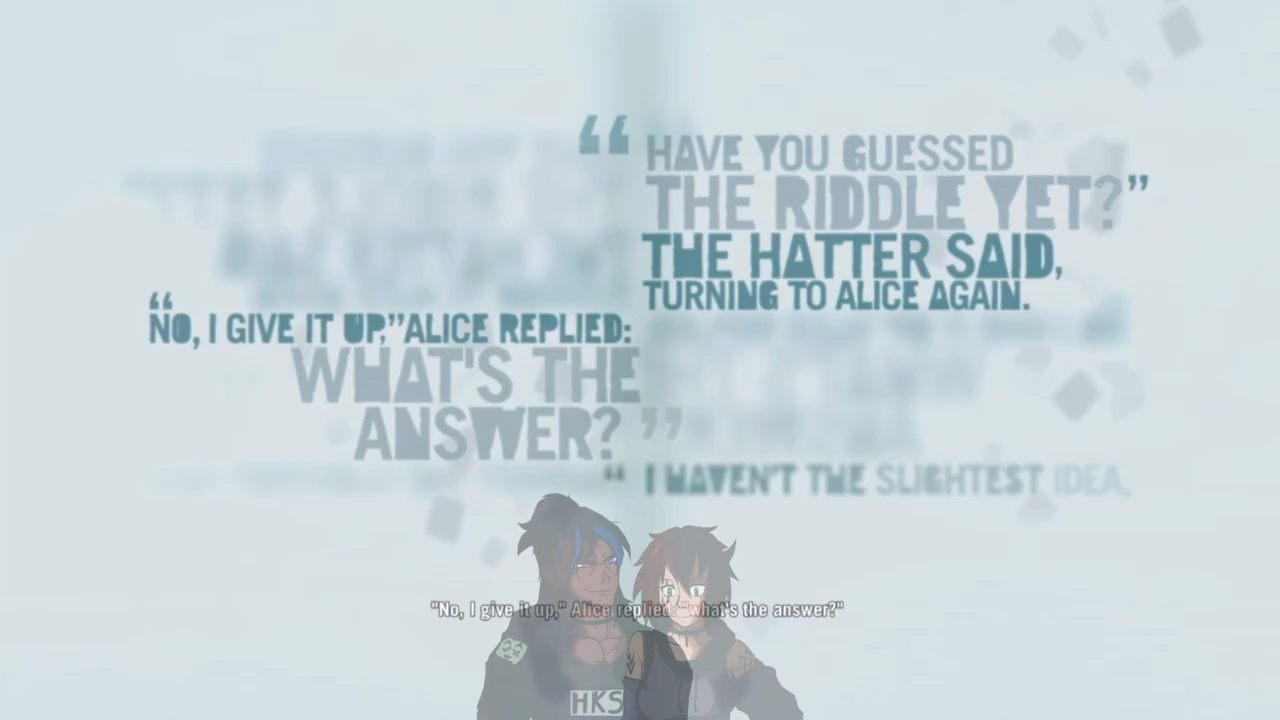 “ HAVE YOU GUESSED
THE RIDDLE YET?”
THE HATTER SAID,
TURNING TO ALICE AGAIN.
“NO, I GIVE IT UP,”ALICE REPLIED:
WHAT'S THE
ANSWER? ”
“ I HAVEN'T THE SLIGHTEST IDEA,
"No, I give it up," Alice replied: "what's the answer?"
HKS